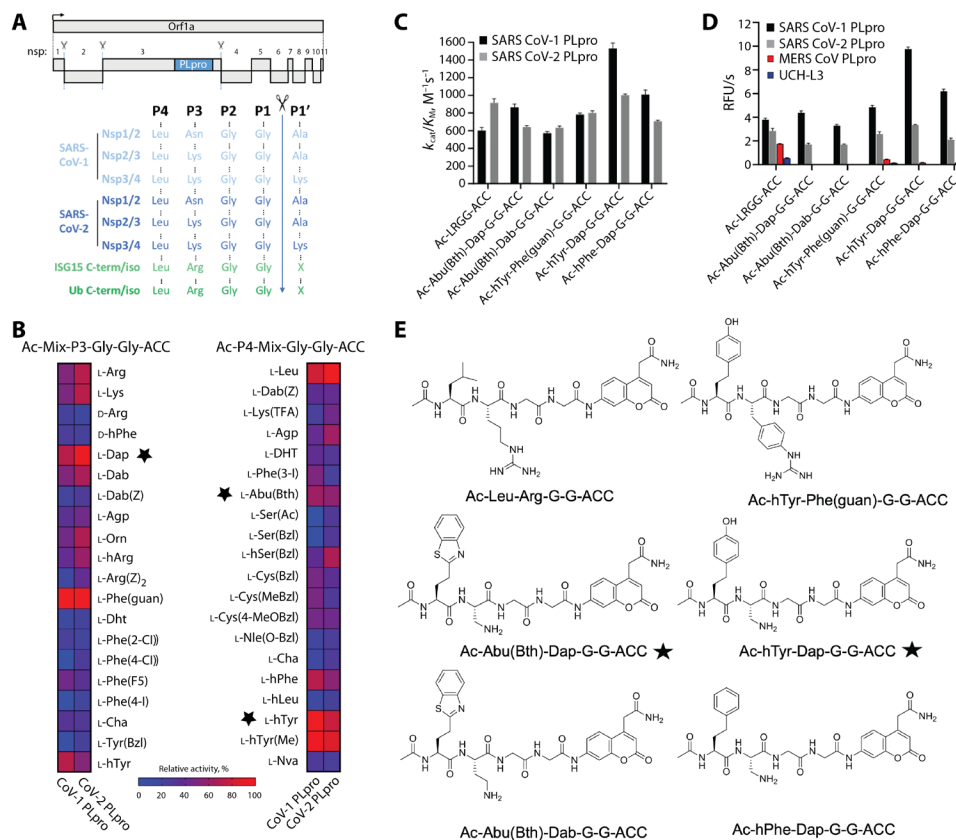 A
Orf1a
nsp: 1 2 3 4 5 6 7 8 9 10 11
PLpro
P4 P3 P2 P1 P1′
Nsp1/2 Leu Asn Gly Gly Ala
SARS-CoV-1
Nsp2/3 Leu Lys Gly Gly Ala
Nsp3/4 Leu Lys Gly Gly Lys
Nsp1/2 Leu Asn Gly Gly Ala
SARS-CoV-2
Nsp2/3 Leu Lys Gly Gly Ala
Nsp3/4 Leu Lys Gly Gly Lys
ISG15 C-term/iso Leu Arg Gly Gly X
Ub C-term/iso Leu Arg Gly Gly X
B
Ac-Mix-P3-Gly-Gly-ACC
L-Arg
L-Lys
D-Arg
D-hPhe
L-Dap
L-Dab
L-Dab(Z)
L-Agp
L-Orn
L-hArg
L-Arg(Z)2
L-Phe(guan)
L-Dht
L-Phe(2-Cl))
L-Phe(4-Cl))
L-Phe(F5)
L-Phe(4-I)
L-Cha
L-Tyr(Bzl)
L-hTyr
CoV-1 PLpro
CoV-2 PLpro
Relative activity, %
0 20 40 60 80 100
Ac-P4-Mix-Gly-Gly-ACC
L-Leu
L-Dab(Z)
L-Lys(TFA)
L-Agp
L-DHT
L-Phe(3-I)
L-Abu(Bth)
L-Ser(Ac)
L-Ser(Bzl)
L-hSer(Bzl)
L-Cys(Bzl)
L-Cys(MeBzl)
L-Cys(4-MeOBzl)
L-Nle(O-Bzl)
L-Cha
L-hPhe
L-hLeu
L-hTyr
L-hTyr(Me)
L-Nva
CoV-1 PLpro
CoV-2 PLpro
C
SARS CoV-1 PLpro
SARS CoV-2 PLpro
kcat/KM, M−1s−1
1600
1400
1200
1000
800
600
400
200
0
Ac-LRGG-ACC
Ac-Abu(Bth)-Dap-G-G-ACC
Ac-Abu(Bth)-Dab-G-G-ACC
Ac-hTyr-Phe(guan)-G-G-ACC
Ac-hTyr-Dap-G-G-ACC
Ac-hPhe-Dap-G-G-ACC
D
SARS CoV-1 PLpro
SARS CoV-2 PLpro
MERS CoV PLpro
UCH-L3
RFU/s
12
10
8
6
4
2
0
Ac-LRGG-ACC
Ac-Abu(Bth)-Dap-G-G-ACC
Ac-Abu(Bth)-Dab-G-G-ACC
Ac-hTyr-Phe(guan)-G-G-ACC
Ac-hTyr-Dap-G-G-ACC
Ac-hPhe-Dap-G-G-ACC
E
Ac-Leu-Arg-G-G-ACC
Ac-hTyr-Phe(guan)-G-G-ACC
Ac-Abu(Bth)-Dap-G-G-ACC
Ac-hTyr-Dap-G-G-ACC
Ac-Abu(Bth)-Dab-G-G-ACC
Ac-hPhe-Dap-G-G-ACC